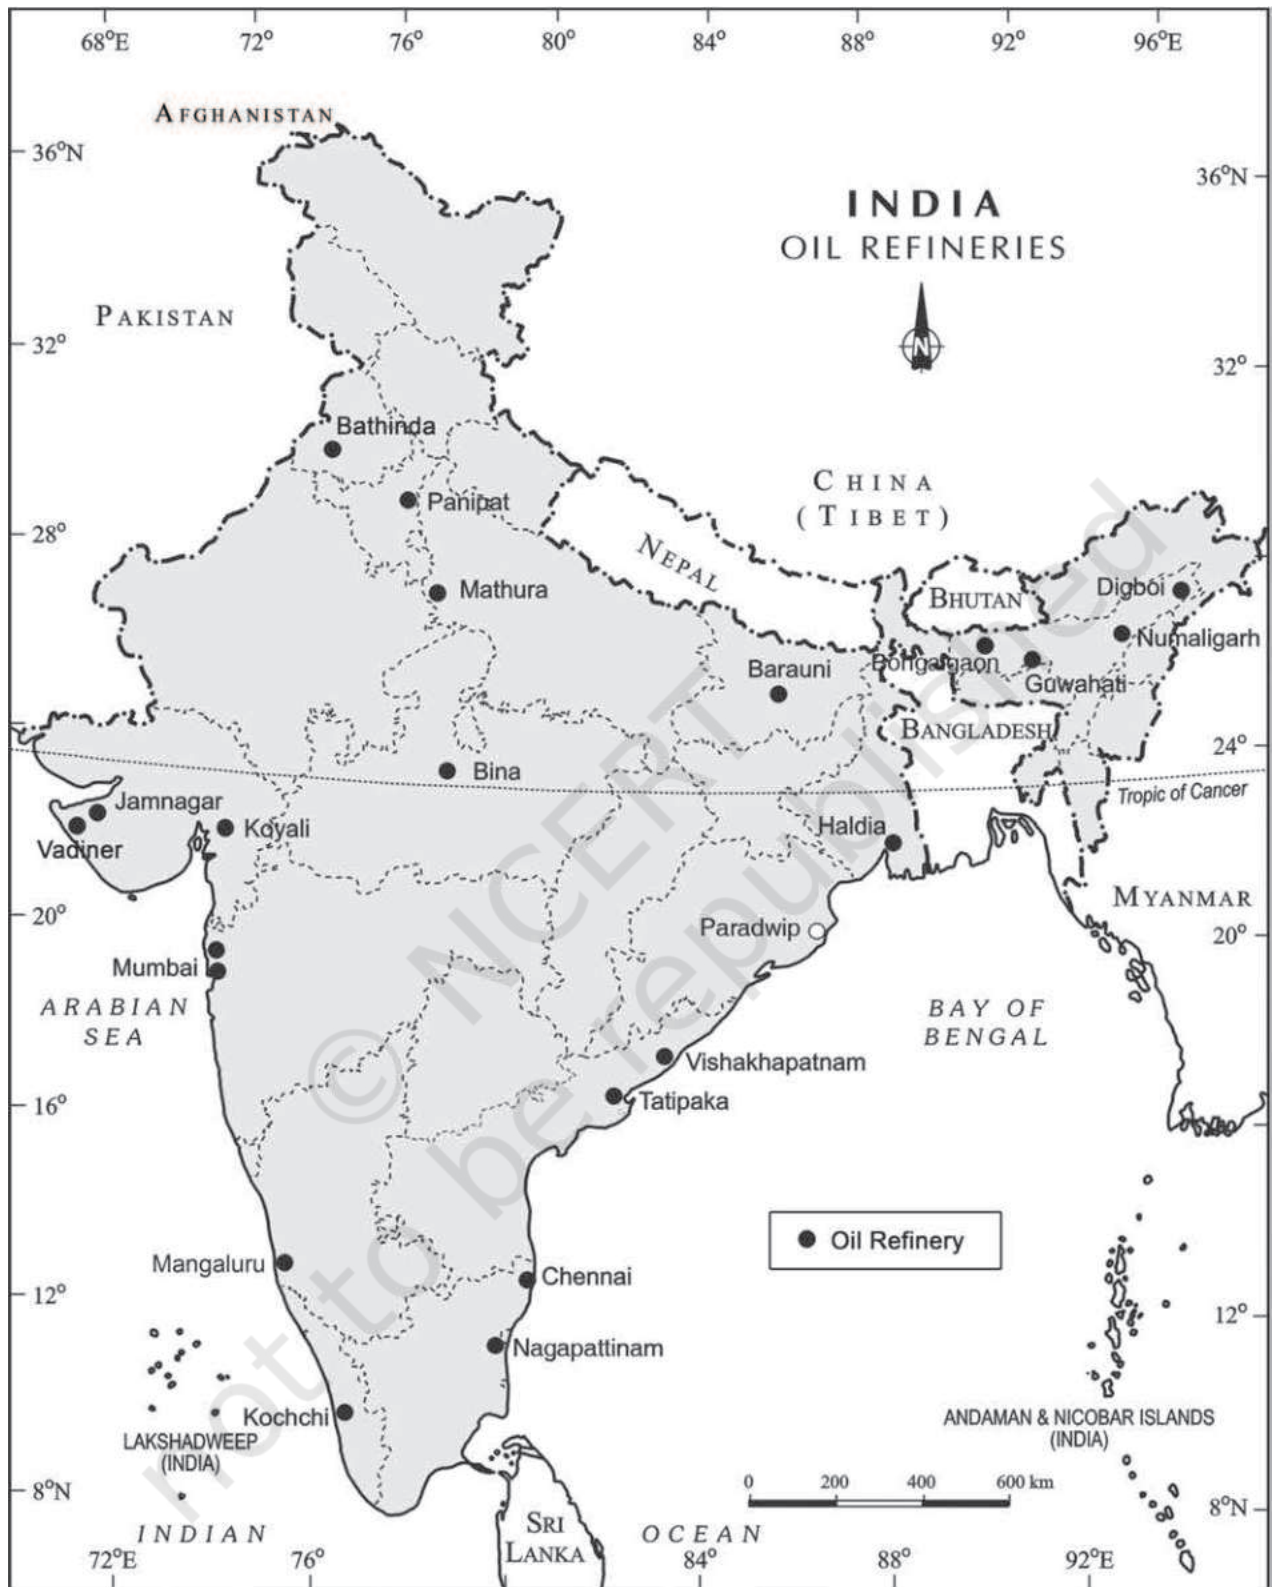 68°E 72° 76° 80° 84° 88° 92° 96°E
AFGHANISTAN
36°N
36°N
INDIA
OIL REFINERIES
N
PAKISTAN
32°
32°
Bathinda
CHINA
(TIBET)
Panipat
28°
NEPAL
Mathura
BHUTAN
Digboi
Numaligarh
Barauni
Bongaigaon
Guwahati
BANGLADESH
24°
Bina
Tropic of Cancer
Jamnagar
Koyali
Haldia
Vadiner
MYANMAR
20°
20°
Paradwip
Mumbai
ARABIAN
SEA
BAY OF
BENGAL
Vishakhapatnam
Tatipaka
16°
© NCERT
not to be republished
Oil Refinery
Mangaluru
Chennai
12°
12°
Nagapattinam
Kochchi
LAKSHADWEEP
(INDIA)
ANDAMAN & NICOBAR ISLANDS
(INDIA)
0 200 400 600 km
8°N
8°N
SRI
LANKA
INDIAN OCEAN
72°E 76° 84° 88° 92°E